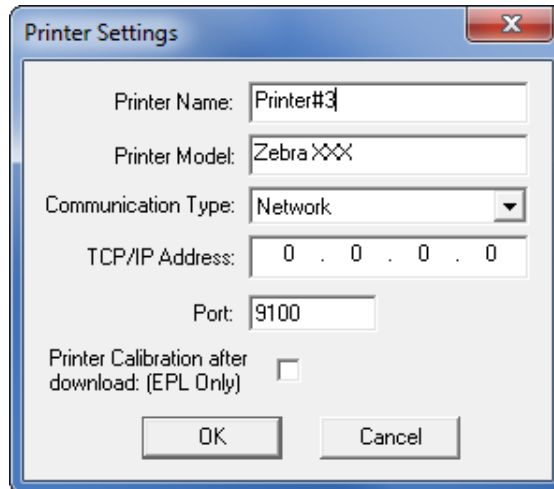 Printer Settings
Printer Name: Printer#3
Printer Model: Zebra XXX
Communication Type: Network
TCP/IP Address: 0 . 0 . 0 . 0
Port: 9100
Printer Calibration after
download: (EPL Only)
OK Cancel